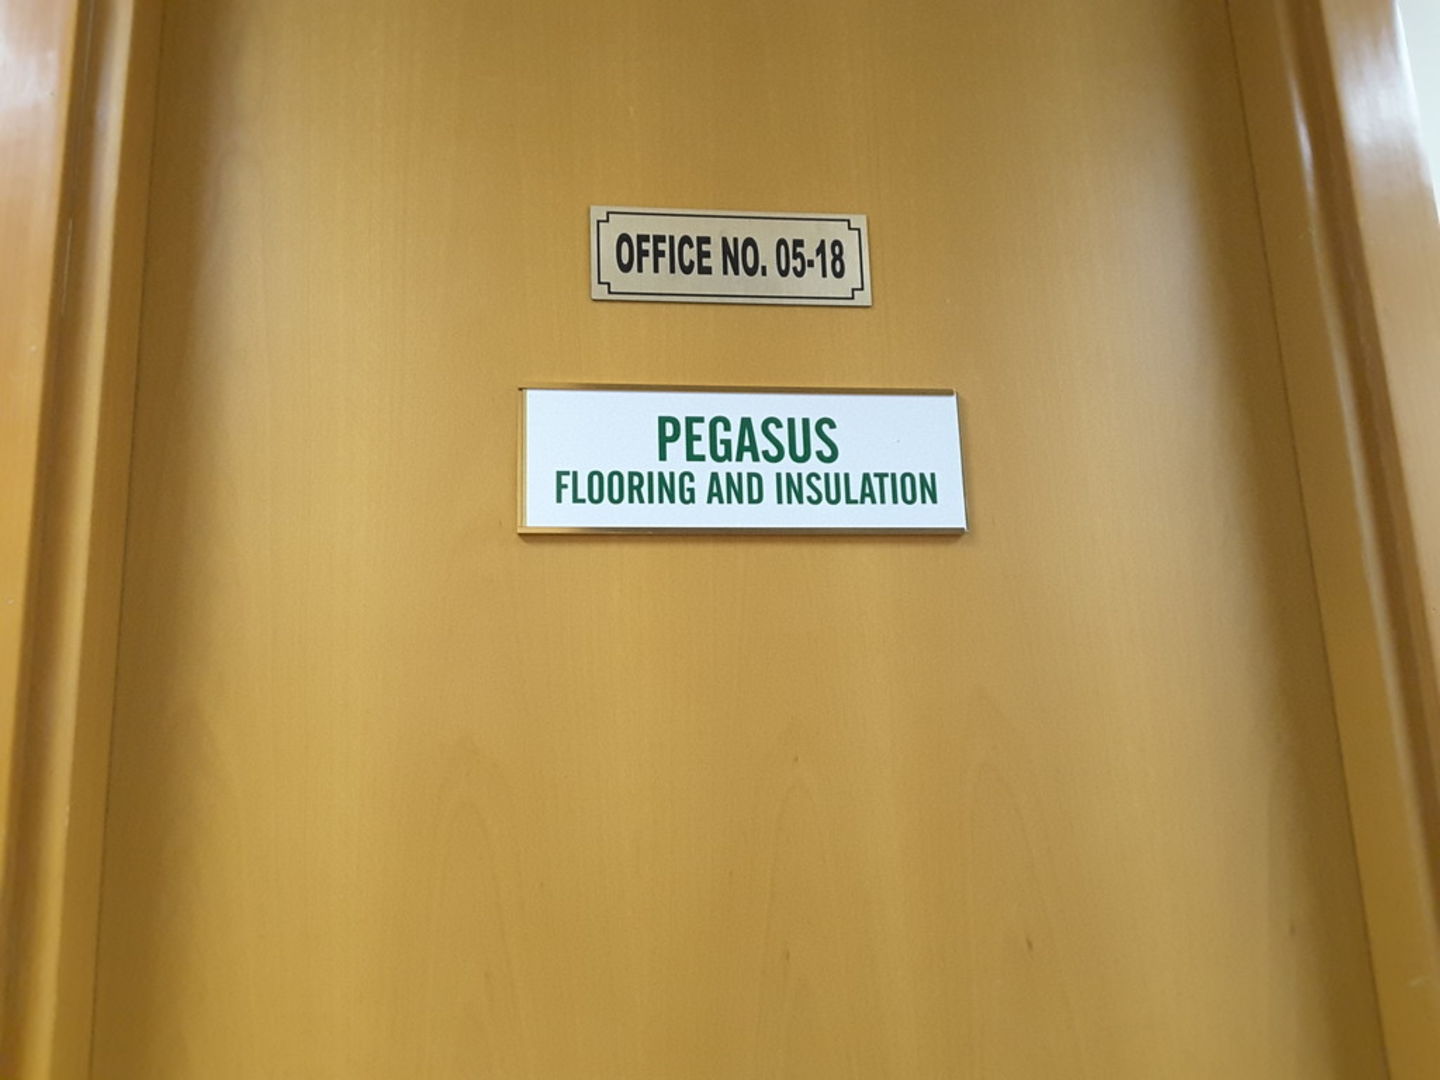 OFFICE NO. 05-18
PEGASUS
FLOORING AND INSULATION